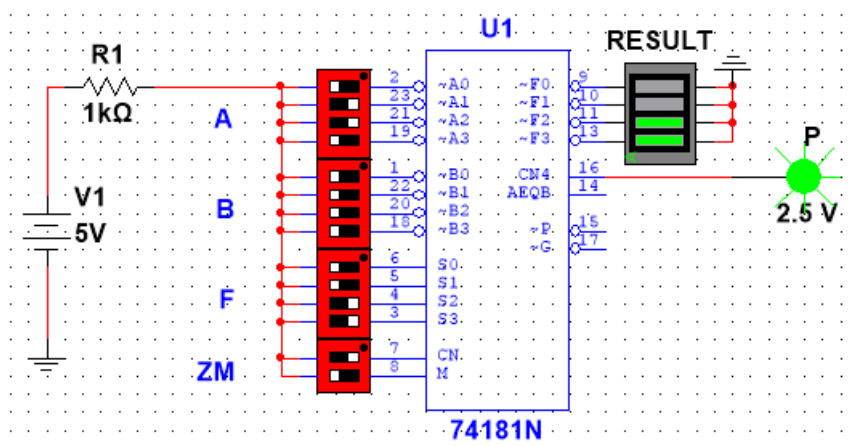 U1
RESULT
R1
1kΩ
V1
5V
A
B
F
ZM
2 ~A0
23 ~A1
21 ~A2
19 ~A3
1 ~B0
22 ~B1
20 ~B2
18 ~B3
6 S0
5 S1
4 S2
3 S3
7 CN
8 M
~F0 9
~F1 10
~F2 11
~F3 13
CN4 16
AEQB 14
~P 15
~G 17
P
2.5 V
74181N